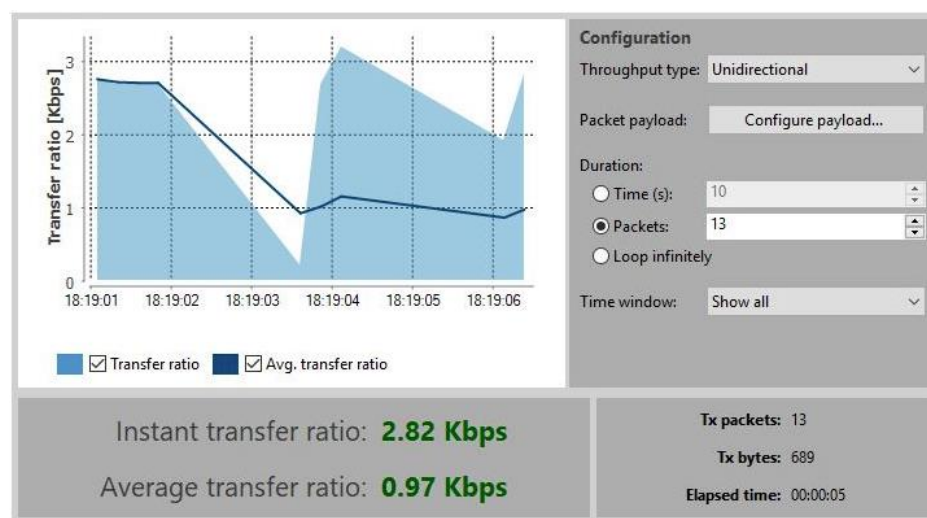 Transfer ratio [Kbps]
3
2
1
0
18:19:01 18:19:02 18:19:03 18:19:04 18:19:05 18:19:06
Transfer ratio Avg. transfer ratio
Configuration
Throughput type: Unidirectional
Packet payload: Configure payload...
Duration:
Time (s): 10
Packets: 13
Loop infinitely
Time window: Show all
Instant transfer ratio: 2.82 Kbps
Average transfer ratio: 0.97 Kbps
Tx packets: 13
Tx bytes: 689
Elapsed time: 00:00:05